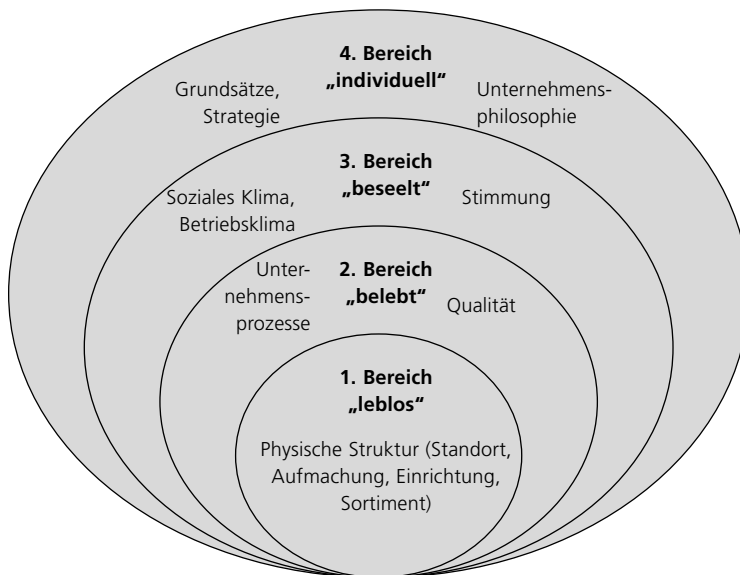 4. Bereich
„individuell“
Grundsätze,
Strategie
Unternehmens-
philosophie
3. Bereich
„beseelt“
Soziales Klima,
Betriebsklima
Stimmung
2. Bereich
„belebt“
Unter-
nehmens-
prozesse
Qualität
1. Bereich
„leblos“
Physische Struktur (Standort,
Aufmachung, Einrichtung,
Sortiment)